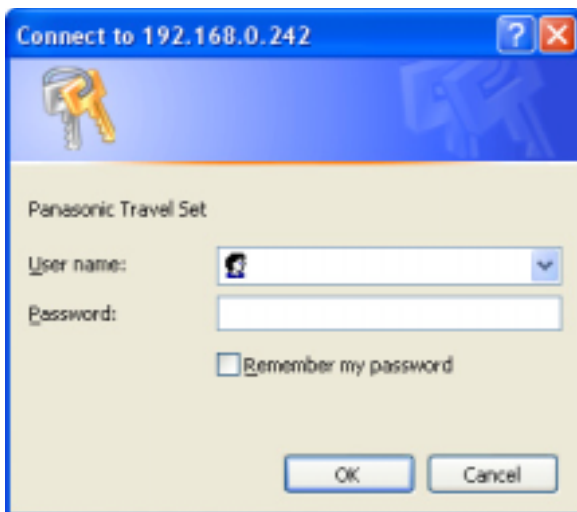 Connect to 192.168.0.242
Panasonic Travel Set
User name:
Password:
Remember my password
OK
Cancel